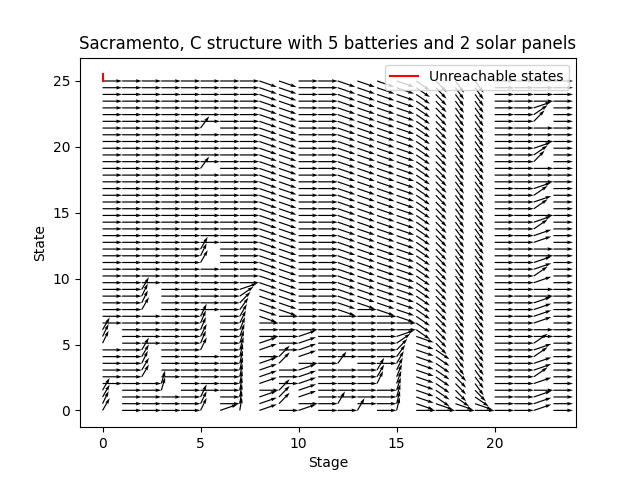 Sacramento, C structure with 5 batteries and 2 solar panels
Unreachable states
25
20
15
10
5
0
State
0 5 10 15 20
Stage